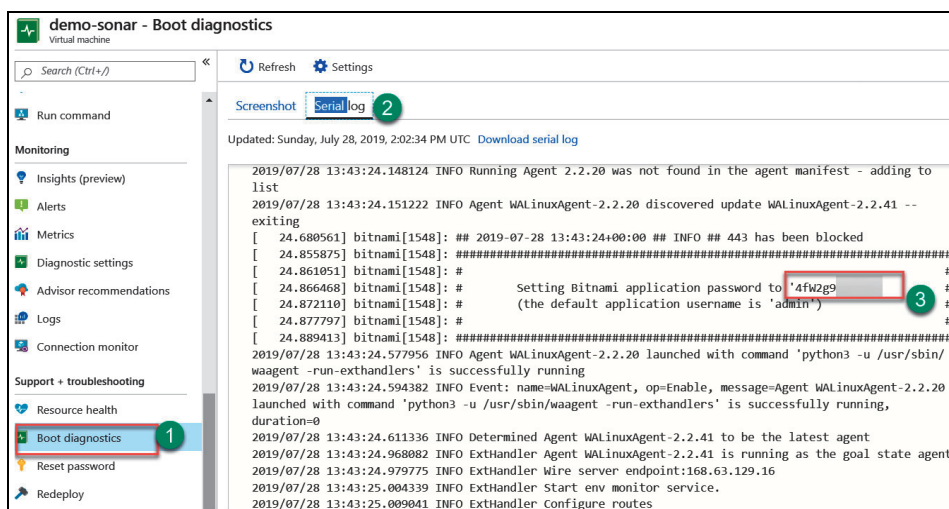 demo-sonar - Boot diagnostics
Virtual machine
Search (Ctrl+/)
«
Run command
Monitoring
Insights (preview)
Alerts
Metrics
Diagnostic settings
Advisor recommendations
Logs
Connection monitor
Support + troubleshooting
Resource health
Boot diagnostics
1
Reset password
Redeploy
Refresh Settings
Screenshot Serial log 2
Updated: Sunday, July 28, 2019, 2:02:34 PM UTC Download serial log
2019/07/28 13:43:24.148124 INFO Running Agent 2.2.20 was not found in the agent manifest - adding to
list
2019/07/28 13:43:24.151222 INFO Agent WALinuxAgent-2.2.20 discovered update WALinuxAgent-2.2.41 --
exiting
[ 24.680561] bitnami[1548]: ## 2019-07-28 13:43:24+00:00 ## INFO ## 443 has been blocked
[ 24.855875] bitnami[1548]: #########################################################################
[ 24.861051] bitnami[1548]: # #
[ 24.866468] bitnami[1548]: # Setting Bitnami application password to '4fW2g9 #
3
[ 24.872110] bitnami[1548]: # (the default application username is 'admin') #
[ 24.877797] bitnami[1548]: # #
[ 24.889413] bitnami[1548]: #########################################################################
2019/07/28 13:43:24.577956 INFO Agent WALinuxAgent-2.2.20 launched with command 'python3 -u /usr/sbin/
waagent -run-exthandlers' is successfully running
2019/07/28 13:43:24.594382 INFO Event: name=WALinuxAgent, op=Enable, message=Agent WALinuxAgent-2.2.20
launched with command 'python3 -u /usr/sbin/waagent -run-exthandlers' is successfully running,
duration=0
2019/07/28 13:43:24.611336 INFO Determined Agent WALinuxAgent-2.2.41 to be the latest agent
2019/07/28 13:43:24.968082 INFO ExtHandler Agent WALinuxAgent-2.2.41 is running as the goal state agent
2019/07/28 13:43:24.979775 INFO ExtHandler Wire server endpoint:168.63.129.16
2019/07/28 13:43:25.004339 INFO ExtHandler Start env monitor service.
2019/07/28 13:43:25.009041 INFO ExtHandler Configure routes